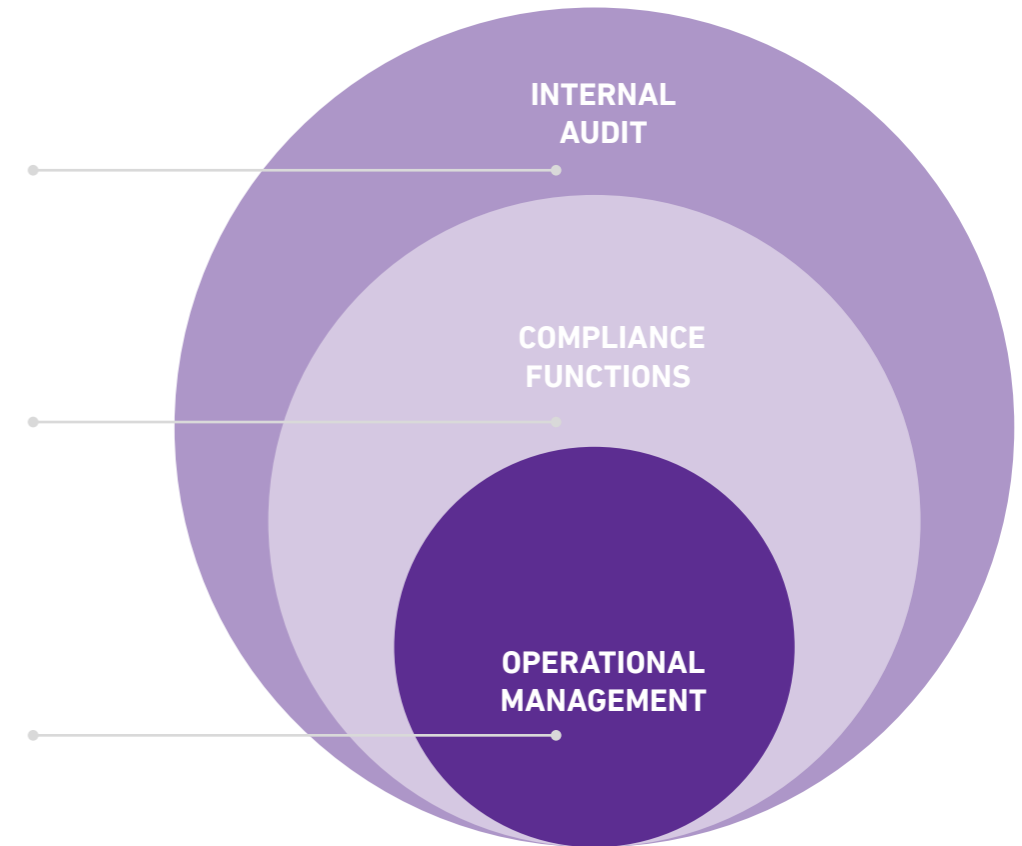 INTERNAL
AUDIT
COMPLIANCE
FUNCTIONS
OPERATIONAL
MANAGEMENT